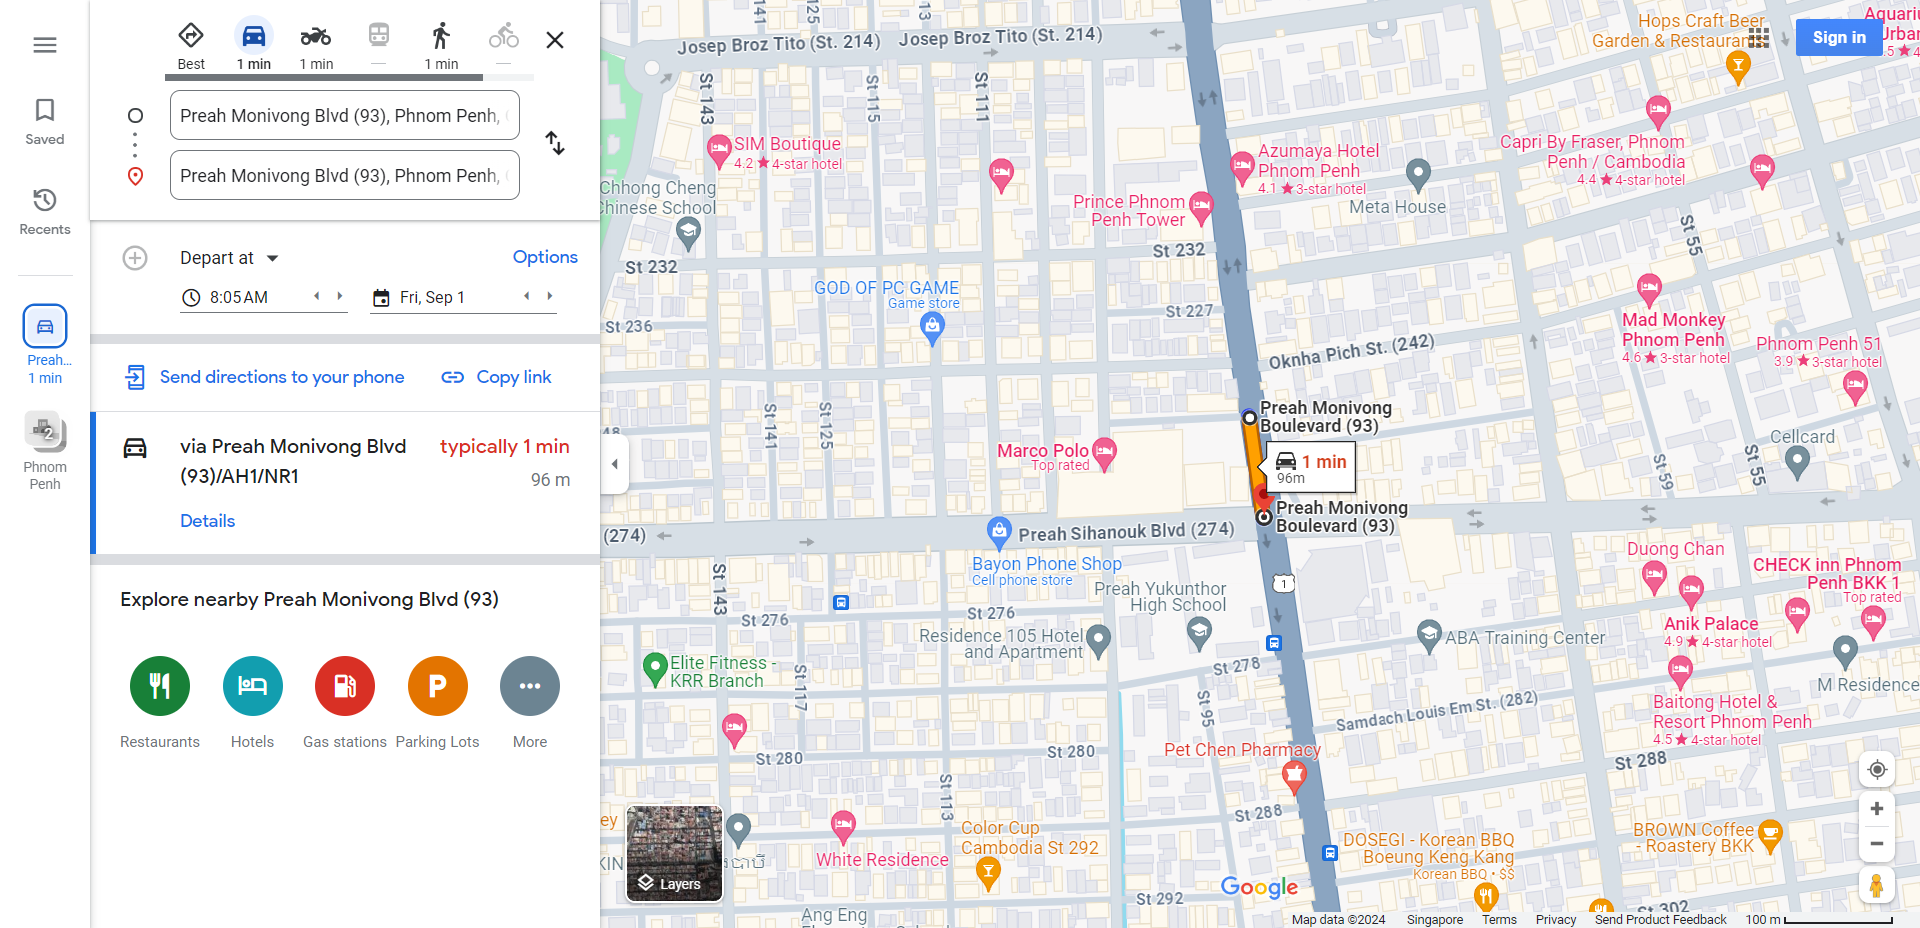 Best
1 min
1 min
—
1 min
—
Preah Monivong Blvd (93), Phnom Penh,
Preah Monivong Blvd (93), Phnom Penh,
Saved
Recents
Preah...
1 min
2
Phnom
Penh
Depart at
Options
8:05 AM
Fri, Sep 1
Send directions to your phone
Copy link
via Preah Monivong Blvd
(93)/AH1/NR1
typically 1 min
96 m
Details
Explore nearby Preah Monivong Blvd (93)
Restaurants
Hotels
Gas stations
Parking Lots
More
P
Layers
Sign in
141
125
13
Josep Broz Tito (St. 214)
Josep Broz Tito (St. 214)
Hops Craft Beer
Garden & Restaurant
St 143
St 115
St 111
SIM Boutique
4.2 ★ 4-star hotel
Chhong Cheng
Chinese School
Azumaya Hotel
Phnom Penh
4.1 ★ 3-star hotel
Meta House
Prince Phnom
Penh Tower
Capri By Fraser, Phnom
Penh / Cambodia
4.4 ★ 4-star hotel
St 55
St 232
St 232
GOD OF PC GAME
Game store
St 236
St 227
Oknha Pich St. (242)
Mad Monkey
Phnom Penh
4.6 ★ 3-star hotel
Phnom Penh 51
3.9 ★ 3-star hotel
St 141
St 125
Marco Polo
Top rated
Preah Monivong
Boulevard (93)
1 min
96m
Preah Monivong
Boulevard (93)
Cellcard
St 59
St 55
(274)
Preah Sihanouk Blvd (274)
Bayon Phone Shop
Cell phone store
Preah Yukunthor
High School
1
Duong Chan
CHECK inn Phnom
Penh BKK 1
Top rated
St 143
St 276
St 276
Residence 105 Hotel
and Apartment
ABA Training Center
Anik Palace
4.9 ★ 4-star hotel
Elite Fitness -
KRR Branch
St 117
St 278
St 95
M Residence
Samdach Louis Em St. (282)
Baitong Hotel &
Resort Phnom Penh
4.5 ★ 4-star hotel
St 280
St 280
Pet Chen Pharmacy
St 288
St 113
St 288
Color Cup
Cambodia St 292
White Residence
DOSEGI - Korean BBQ
Boeung Keng Kang
Korean BBQ • $$
BROWN Coffee
- Roastery BKK
Google
St 292
St 302
Ang Eng
Map data ©2024
Singapore
Terms
Privacy
Send Product Feedback
100 m